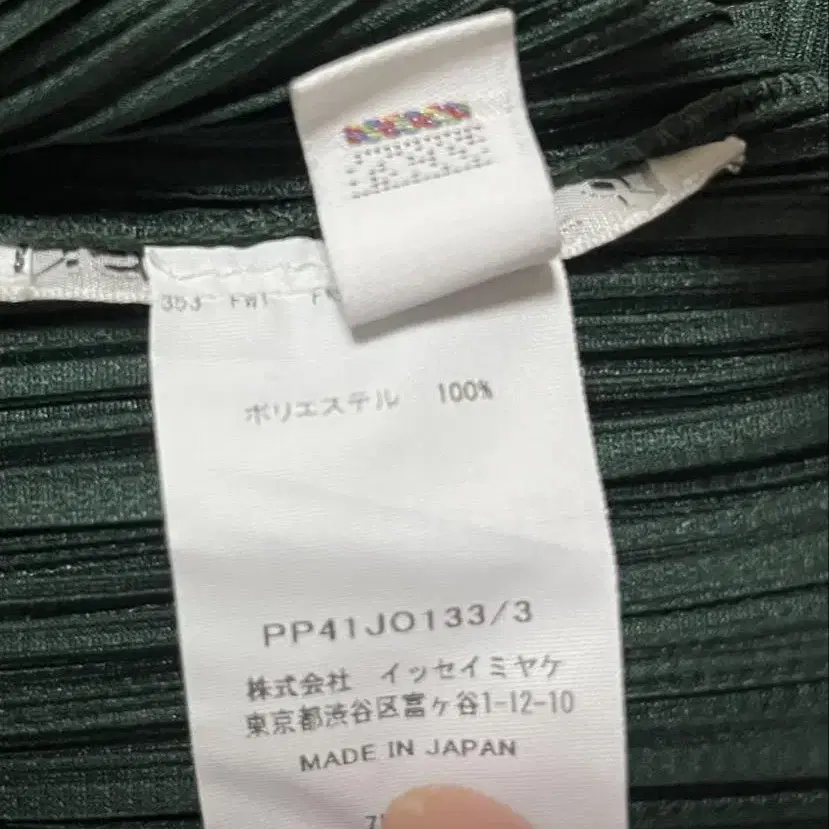 ポリエステル 100%
PP41JO133/3
株式会社 イッセイミヤケ
東京都渋谷区富ヶ谷1-12-10
MADE IN JAPAN